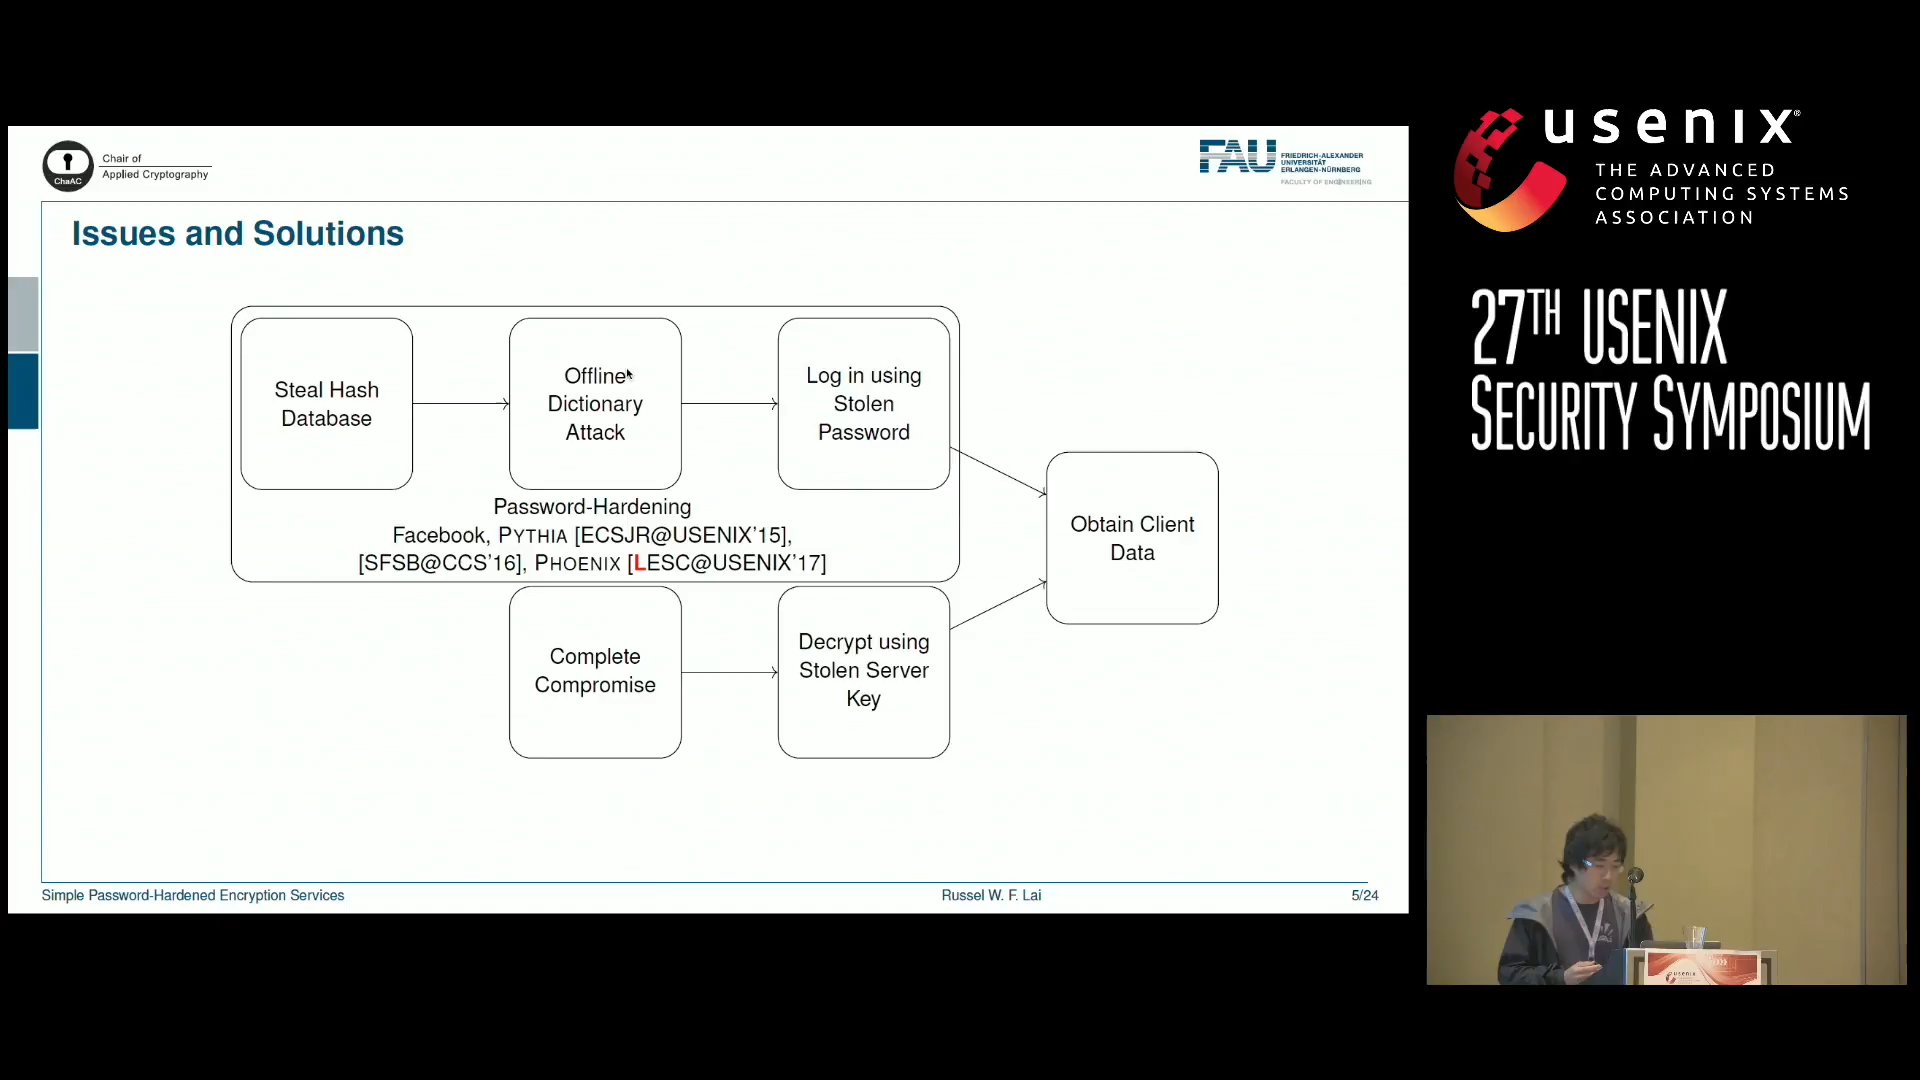 ChaAC
Chair of
Applied Cryptography
FAU
FRIEDRICH-ALEXANDER
UNIVERSITÄT
ERLANGEN-NÜRNBERG
FACULTY OF ENGINEERING
Issues and Solutions
Steal Hash
Database
Offline
Dictionary
Attack
Log in using
Stolen
Password
Password-Hardening
Facebook, PYTHIA [ECSJR@USENIX'15],
[SFSB@CCS'16], PHOENIX [LESC@USENIX'17]
Complete
Compromise
Decrypt using
Stolen Server
Key
Obtain Client
Data
Simple Password-Hardened Encryption Services
Russel W. F. Lai
5/24
usenix®
THE ADVANCED
COMPUTING SYSTEMS
ASSOCIATION
27TH USENIX
SECURITY SYMPOSIUM
usenix